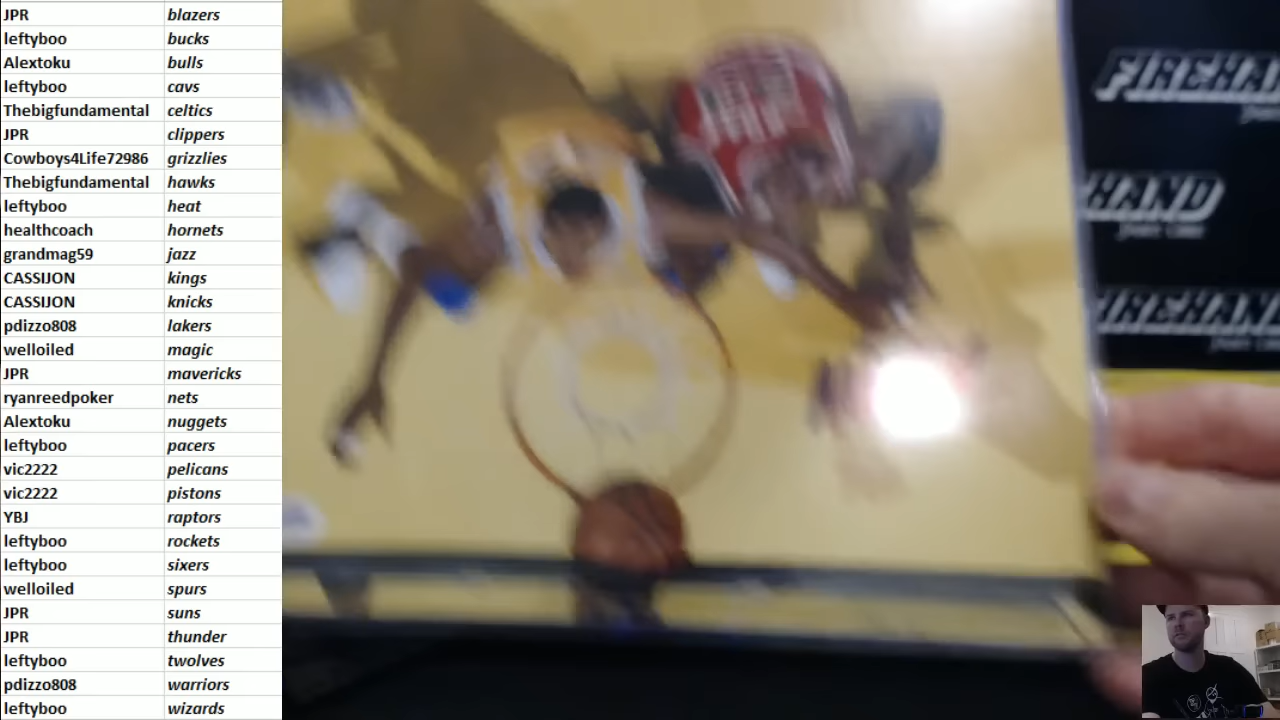 JPR blazers
leftyboo bucks
Alextoku bulls
leftyboo cavs
Thebigfundamental celtics
JPR clippers
Cowboys4Life72986 grizzlies
Thebigfundamental hawks
leftyboo heat
healthcoach hornets
grandmag59 jazz
CASSIJON kings
CASSIJON knicks
pdizzo808 lakers
welloiled magic
JPR mavericks
ryanreedpoker nets
Alextoku nuggets
leftyboo pacers
vic2222 pelicans
vic2222 pistons
YBJ raptors
leftyboo rockets
leftyboo sixers
welloiled spurs
JPR suns
JPR thunder
leftyboo twolves
pdizzo808 warriors
leftyboo wizards
FIREHAN
HAND
IREHAN